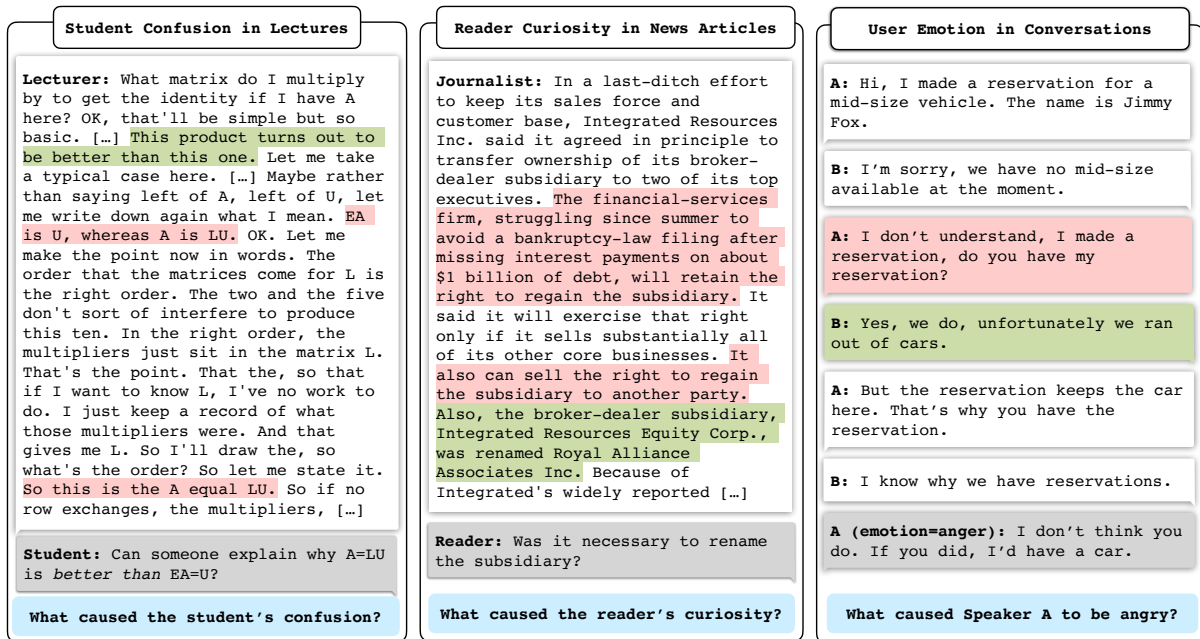 Student Confusion in Lectures
Lecturer: What matrix do I multiply
by to get the identity if I have A
here? OK, that'll be simple but so
basic. […] This product turns out to
be better than this one. Let me take
a typical case here. […] Maybe rather
than saying left of A, left of U, let
me write down again what I mean. EA
is U, whereas A is LU. OK. Let me
make the point now in words. The
order that the matrices come for L is
the right order. The two and the five
don't sort of interfere to produce
this ten. In the right order, the
multipliers just sit in the matrix L.
That's the point. That the, so that
if I want to know L, I've no work to
do. I just keep a record of what
those multipliers were. And that
gives me L. So I'll draw the, so
what's the order? So let me state it.
So this is the A equal LU. So if no
row exchanges, the multipliers, […]
Student: Can someone explain why A=LU
is better than EA=U?
What caused the student's confusion?
Reader Curiosity in News Articles
Journalist: In a last-ditch effort
to keep its sales force and
customer base, Integrated Resources
Inc. said it agreed in principle to
transfer ownership of its broker-
dealer subsidiary to two of its top
executives. The financial-services
firm, struggling since summer to
avoid a bankruptcy-law filing after
missing interest payments on about
$1 billion of debt, will retain the
right to regain the subsidiary. It
said it will exercise that right
only if it sells substantially all
of its other core businesses. It
also can sell the right to regain
the subsidiary to another party.
Also, the broker-dealer subsidiary,
Integrated Resources Equity Corp.,
was renamed Royal Alliance
Associates Inc. Because of
Integrated's widely reported […]
Reader: Was it necessary to rename
the subsidiary?
What caused the reader's curiosity?
User Emotion in Conversations
A: Hi, I made a reservation for a
mid-size vehicle. The name is Jimmy
Fox.
B: I'm sorry, we have no mid-size
available at the moment.
A: I don't understand, I made a
reservation, do you have my
reservation?
B: Yes, we do, unfortunately we ran
out of cars.
A: But the reservation keeps the car
here. That's why you have the
reservation.
B: I know why we have reservations.
A (emotion=anger): I don't think you
do. If you did, I'd have a car.
What caused Speaker A to be angry?